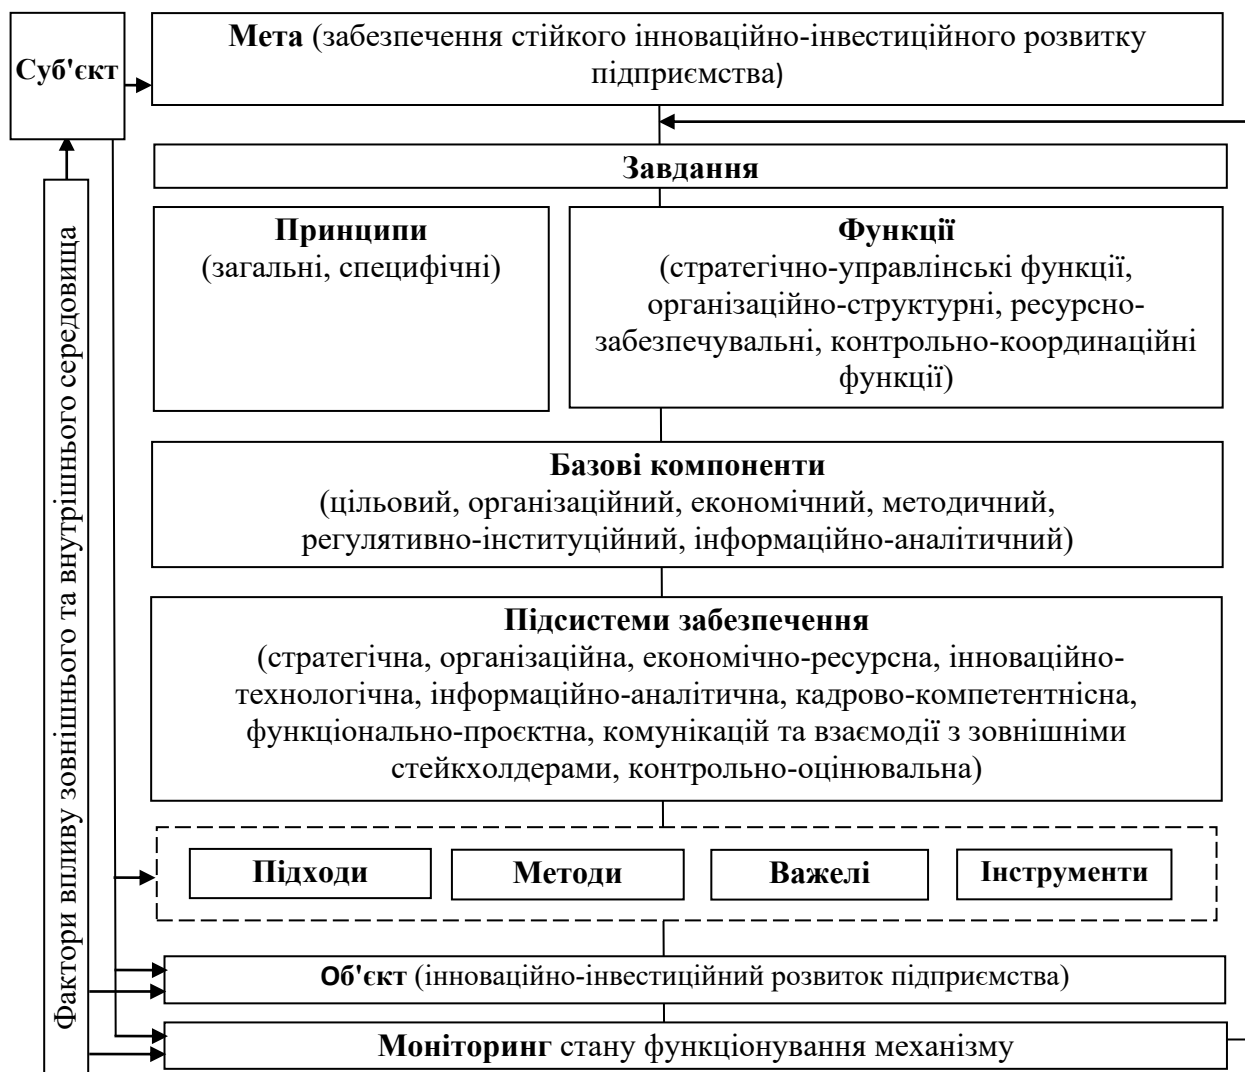 Суб'єкт
Мета (забезпечення стійкого інноваційно-інвестиційного розвитку
підприємства)
Завдання
Принципи
(загальні, специфічні)
Функції
(стратегічно-управлінські функції,
організаційно-структурні, ресурсно-
забезпечувальні, контрольно-координаційні
функції)
Базові компоненти
(цільовий, організаційний, економічний, методичний,
регулятивно-інституційний, інформаційно-аналітичний)
Підсистеми забезпечення
(стратегічна, організаційна, економічно-ресурсна, інноваційно-
технологічна, інформаційно-аналітична, кадрово-компетентнісна,
функціонально-проєктна, комунікацій та взаємодії з зовнішніми
стейкхолдерами, контрольно-оцінювальна)
Підходи
Методи
Важелі
Інструменти
Об'єкт (інноваційно-інвестиційний розвиток підприємства)
Моніторинг стану функціонування механізму
Фактори впливу зовнішнього та внутрішнього середовища